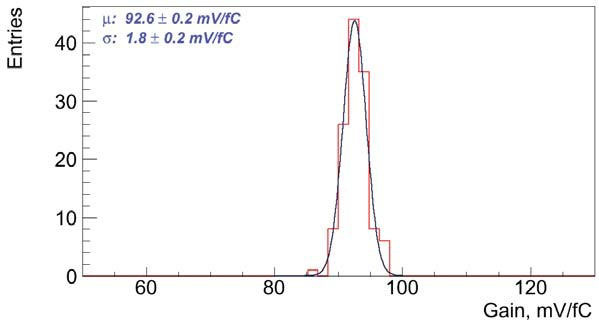 Entries
μ: 92.6 ± 0.2 mV/fC
σ: 1.8 ± 0.2 mV/fC
40
30
20
10
0
60 80 100 120
Gain, mV/fC